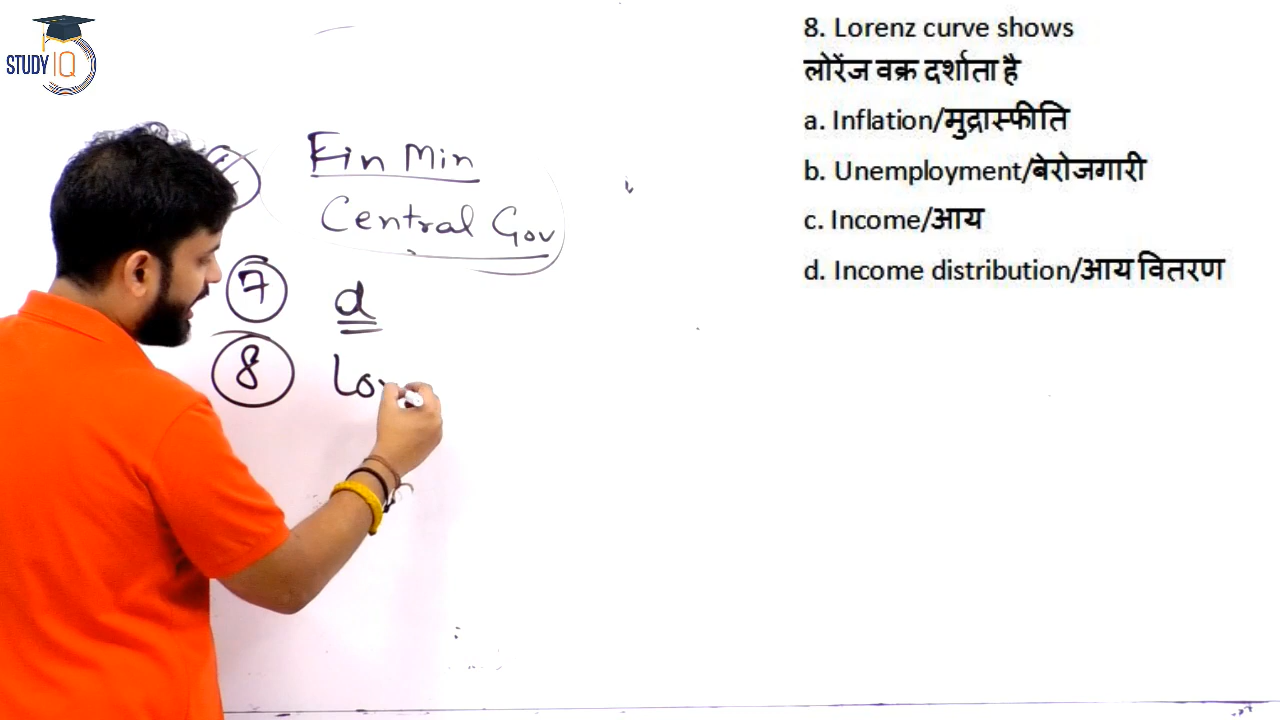 STUDY IQ
8. Lorenz curve shows
लोरेंज वक्र दर्शाता है
a. Inflation/मुद्रास्फीति
b. Unemployment/बेरोजगारी
c. Income/आय
d. Income distribution/आय वितरण
Fin Min
Central Gov
7 d
8 Lo